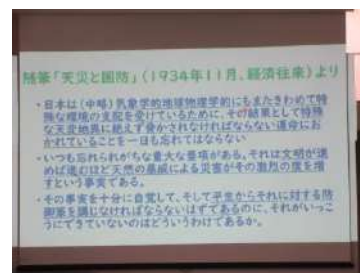 随筆「天災と国防」(1934年11月、経済往来)より
・日本は(中略)気象学的地球物理学的にもまたきわめて特
殊な環境の支配を受けているために、その結果として特殊
な天変地異に絶えず脅かされなければならない運命にお
かれていることを一日も忘れてはならない
・いつも忘れられがちな重大な要項がある。それは文明が進
めば進むほど天然の暴威による災害がその激烈の度を増
すという事実である。
・その事実を十分に自覚して、そして平生からそれに対する防
御策を講じなければならないはずであるのに、それがいっこ
うにできていないのはどういうわけであるか。